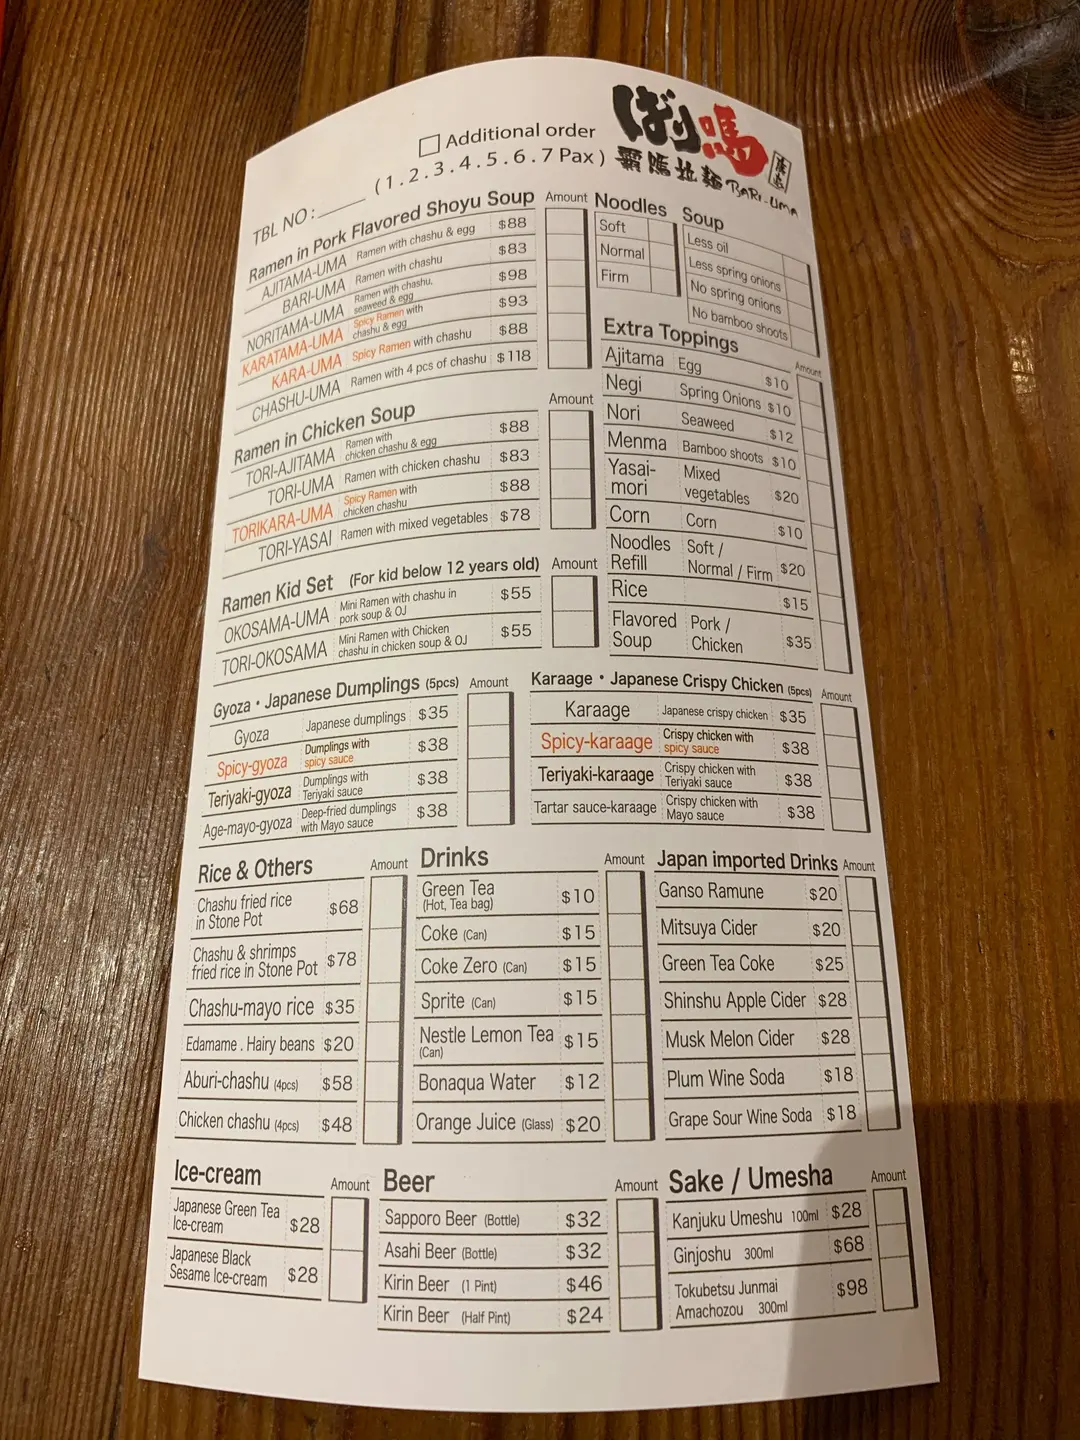 Additional order
(1.2.3.4.5.6.7 Pax)
TBL NO:
ばり嗎
霸嗎拉麵 BARI-UMA
Ramen in Pork Flavored Shoyu Soup Amount
AJITAMA-UMA Ramen with chashu & egg $88
BARI-UMA Ramen with chashu $83
NORITAMA-UMA Ramen with chashu, seaweed & egg $98
KARATAMA-UMA Spicy Ramen with chashu & egg $93
KARA-UMA Spicy Ramen with chashu $88
CHASHU-UMA Ramen with 4 pcs of chashu $118
Noodles
Soft
Normal
Firm
Soup
Less oil
Less spring onions
No spring onions
No bamboo shoots
Ramen in Chicken Soup Amount
TORI-AJITAMA Ramen with chicken chashu & egg $88
TORI-UMA Ramen with chicken chashu $83
TORIKARA-UMA Spicy Ramen with chicken chashu $88
TORI-YASAI Ramen with mixed vegetables $78
Extra Toppings Amount
Ajitama Egg $10
Negi Spring Onions $10
Nori Seaweed $12
Menma Bamboo shoots $10
Yasai-mori Mixed vegetables $20
Corn Corn $10
Noodles Refill Soft / Normal / Firm $20
Rice $15
Flavored Soup Pork / Chicken $35
Ramen Kid Set (For kid below 12 years old) Amount
OKOSAMA-UMA Mini Ramen with chashu in pork soup & OJ $55
TORI-OKOSAMA Mini Ramen with Chicken chashu in chicken soup & OJ $55
Gyoza・Japanese Dumplings (5pcs) Amount
Gyoza Japanese dumplings $35
Spicy-gyoza Dumplings with spicy sauce $38
Teriyaki-gyoza Dumplings with Teriyaki sauce $38
Age-mayo-gyoza Deep-fried dumplings with Mayo sauce $38
Karaage・Japanese Crispy Chicken (5pcs) Amount
Karaage Japanese crispy chicken $35
Spicy-karaage Crispy chicken with spicy sauce $38
Teriyaki-karaage Crispy chicken with Teriyaki sauce $38
Tartar sauce-karaage Crispy chicken with Mayo sauce $38
Rice & Others Amount
Chashu fried rice in Stone Pot $68
Chashu & shrimps fried rice in Stone Pot $78
Chashu-mayo rice $35
Edamame . Hairy beans $20
Aburi-chashu (4pcs) $58
Chicken chashu (4pcs) $48
Drinks Amount
Green Tea (Hot, Tea bag) $10
Coke (Can) $15
Coke Zero (Can) $15
Sprite (Can) $15
Nestle Lemon Tea (Can) $15
Bonaqua Water $12
Orange Juice (Glass) $20
Japan imported Drinks Amount
Ganso Ramune $20
Mitsuya Cider $20
Green Tea Coke $25
Shinshu Apple Cider $28
Musk Melon Cider $28
Plum Wine Soda $18
Grape Sour Wine Soda $18
Ice-cream Amount
Japanese Green Tea Ice-cream $28
Japanese Black Sesame Ice-cream $28
Beer Amount
Sapporo Beer (Bottle) $32
Asahi Beer (Bottle) $32
Kirin Beer (1 Pint) $46
Kirin Beer (Half Pint) $24
Sake / Umesha Amount
Kanjuku Umeshu 100ml $28
Ginjoshu 300ml $68
Tokubetsu Junmai Amachozou 300ml $98